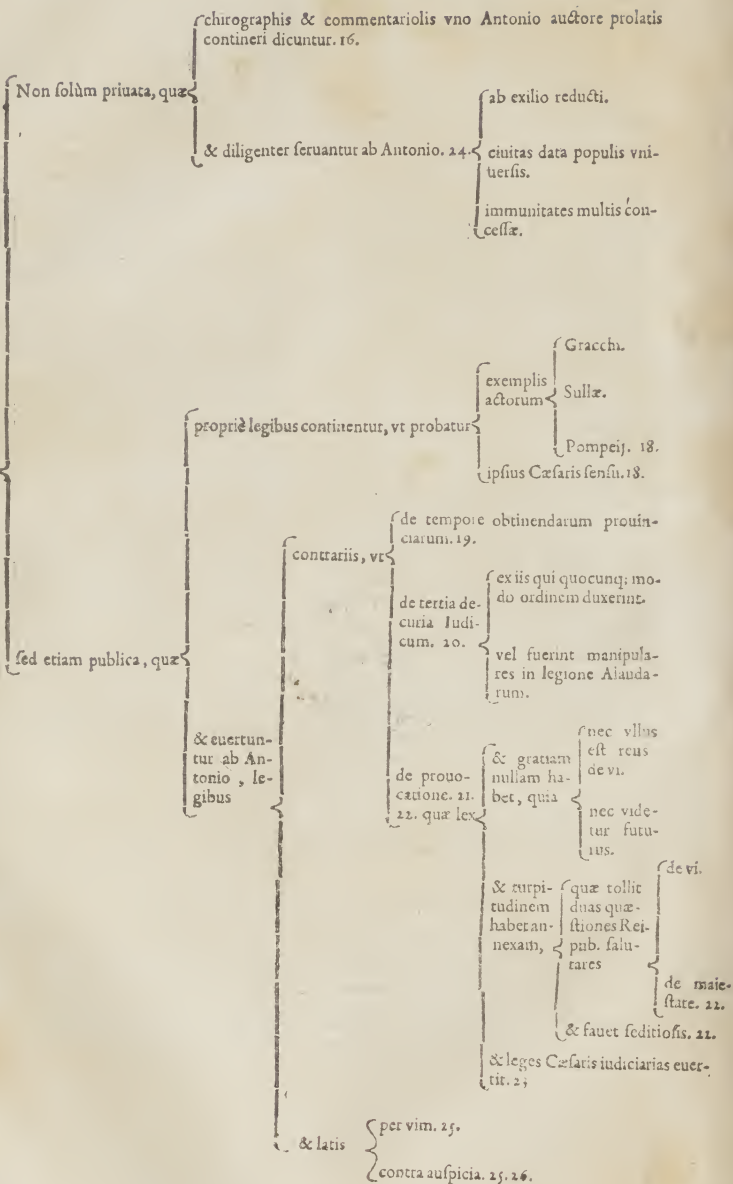 chirographis & commentariolis vno Antonio auctore prolatis
contineri dicuntur. 16.
Non ſolùm priuata, quæ
& diligenter ſeruantur ab Antonio. 24.
ab exilio reducti.
ciuitas data populis vni-
uerſis.
immunitates multis con-
ceſſæ.
ſed etiam publica, quæ
propriè legibus continentur, vt probatur
exemplis
actorum
Gracchi.
Sullæ.
Pompeij. 18.
ipſius Cæſaris ſenſu. 18.
& euertun-
tur ab An-
tonio, le-
gibus
contrariis, vt
de tempore obtinendarum prouin-
ciarum. 19.
de tertia de-
curia Iudi-
cum. 20.
ex iis qui quocunq; mo-
do ordinem duxerint.
vel fuerint manipula-
res in legione Alauda-
rum.
de prouo-
catione. 21.
22. quæ lex
& gratiam
nullam ha-
bet, quia
nec vllus
eſt reus
de vi.
nec vide-
tur futu-
rus.
& turpi-
tudinem
habet an-
nexam,
quæ tollit
duas quæ-
ſtiones Rei-
pub. ſalu-
tares
de vi.
de maie-
ſtate. 22.
& fauet ſeditioſis. 22.
& leges Cæſaris iudiciarias euer-
tit. 23
& latis
per vim. 25.
contra auſpicia. 25. 26.